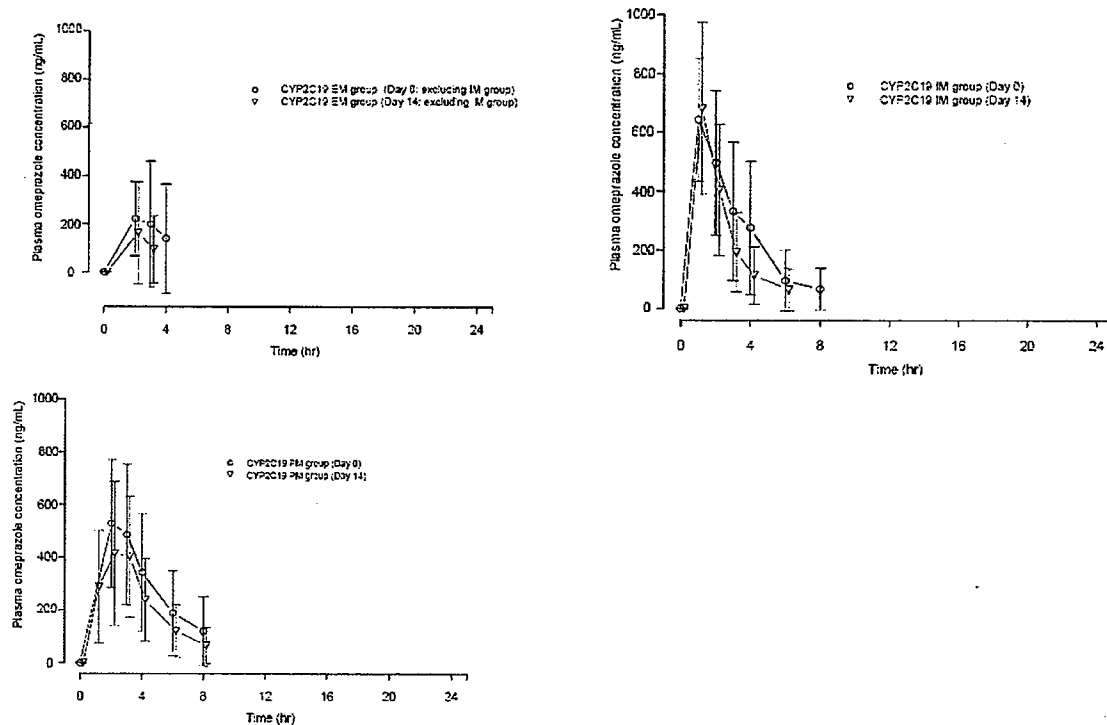 Plasma omeprazole concentration (ng/mL)
1000
800
600
400
200
0
CYP2C19 EM group (Day 0: excluding IM group)
CYP2C19 EM group (Day 14: excluding IM group)
0 4 8 12 16 20 24
Time (hr)
Plasma omeprazole concentration (ng/mL)
1000
800
600
400
200
0
CYP2C19 IM group (Day 0)
CYP2C19 IM group (Day 14)
0 4 8 12 16 20 24
Time (hr)
Plasma omeprazole concentration (ng/mL)
1000
800
600
400
200
0
CYP2C19 PM group (Day 0)
CYP2C19 PM group (Day 14)
0 4 8 12 16 20 24
Time (hr)